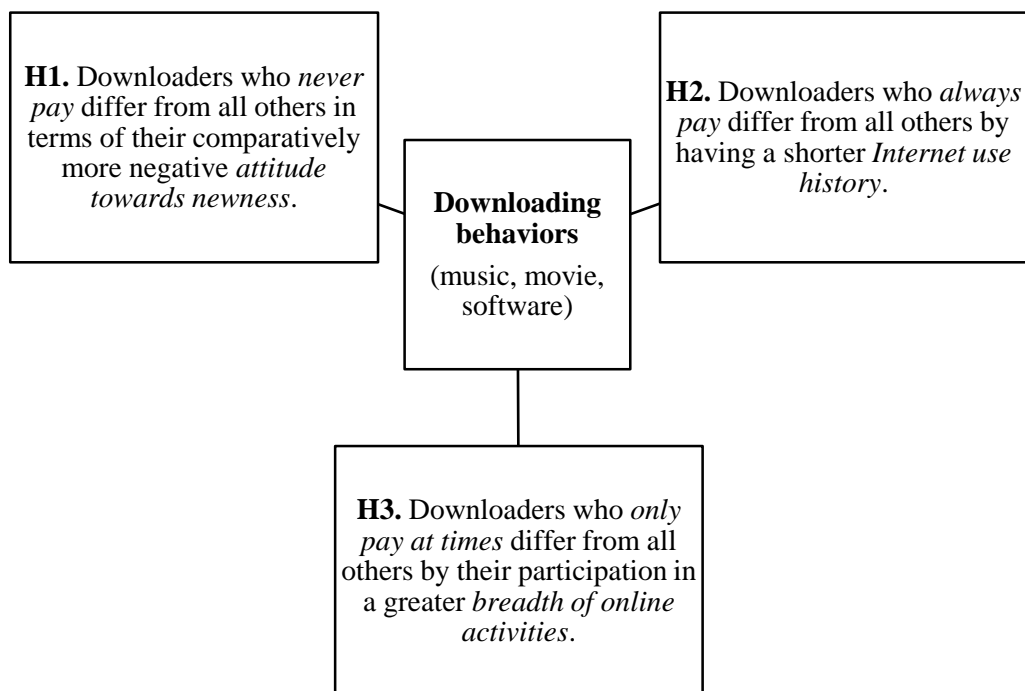 H1. Downloaders who never
pay differ from all others in
terms of their comparatively
more negative attitude
towards newness.
H2. Downloaders who always
pay differ from all others by
having a shorter Internet use
history.
Downloading
behaviors
(music, movie,
software)
H3. Downloaders who only
pay at times differ from all
others by their participation in
a greater breadth of online
activities.